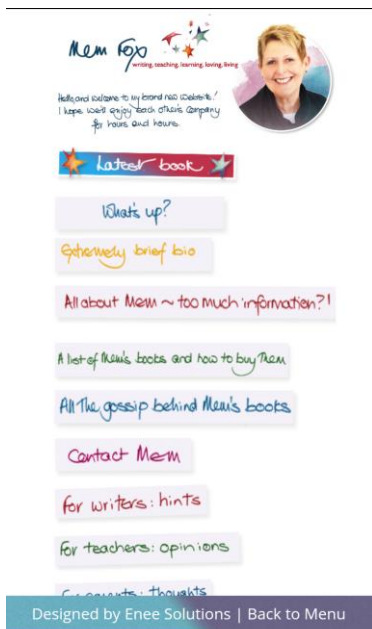 Mem Fox
writing, teaching, learning, loving, living
Hello, and welcome to my brand new website!
I hope we'll enjoy each other's company
for hours and hours.
Latest book
What's up?
Extremely brief bio
All about Mem ~ too much information?!
A list of Mem's books and how to buy them
All the gossip behind Mem's books
Contact Mem
For writers: hints
For teachers: opinions
For parents: thoughts
Designed by Enee Solutions | Back to Menu